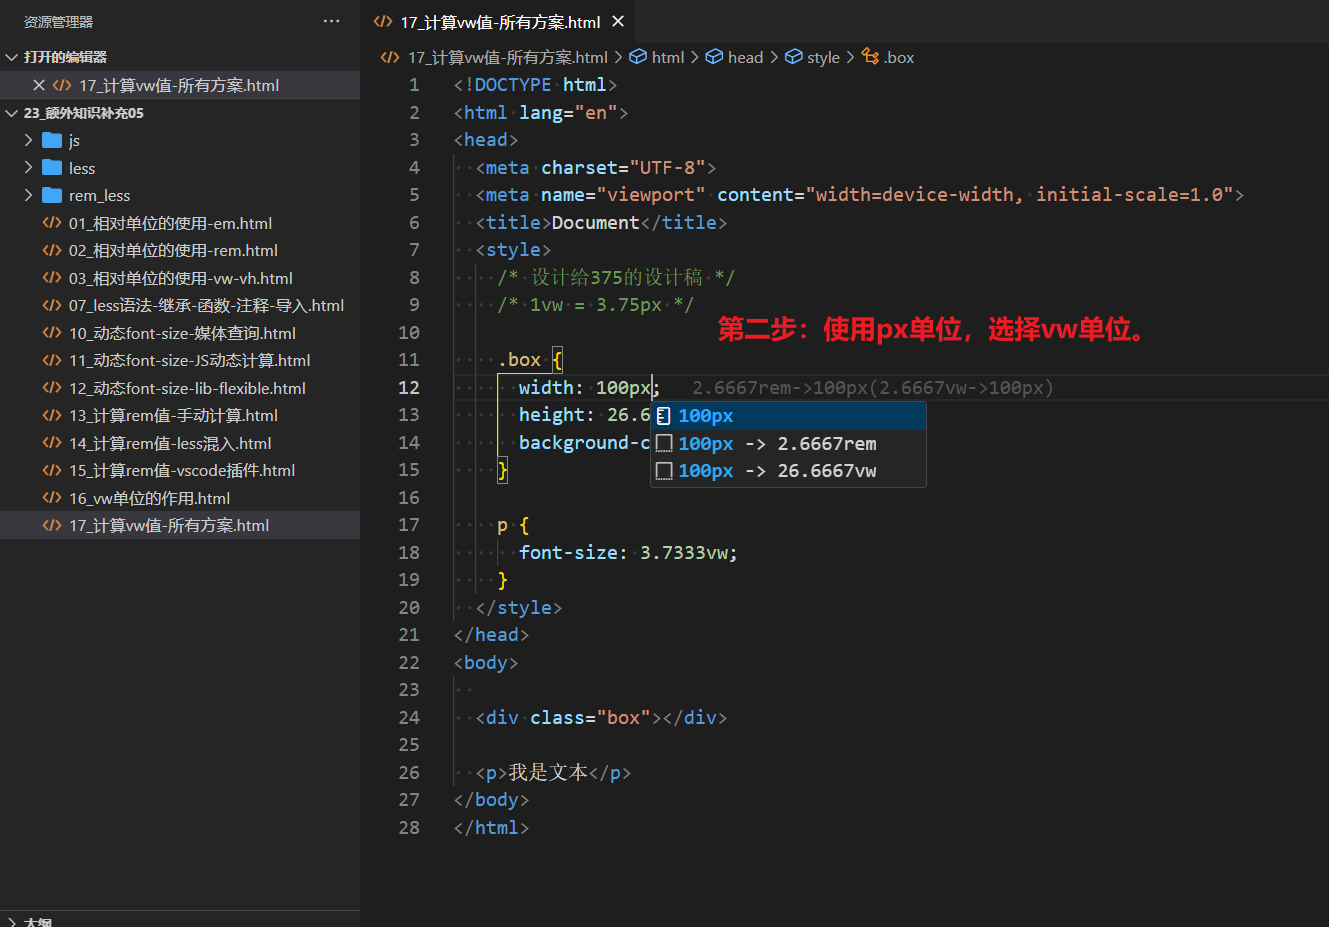 资源管理器
打开的编辑器
17_计算vw值-所有方案.html
23_额外知识补充05
js
less
rem_less
01_相对单位的使用-em.html
02_相对单位的使用-rem.html
03_相对单位的使用-vw-vh.html
07_less语法-继承-函数-注释-导入.html
10_动态font-size-媒体查询.html
11_动态font-size-JS动态计算.html
12_动态font-size-lib-flexible.html
13_计算rem值-手动计算.html
14_计算rem值-less混入.html
15_计算rem值-vscode插件.html
16_vw单位的作用.html
17_计算vw值-所有方案.html
大纲
17_计算vw值-所有方案.html
17_计算vw值-所有方案.html > html > head > style > .box
1 <!DOCTYPE html>
2 <html lang="en">
3 <head>
4 <meta charset="UTF-8">
5 <meta name="viewport" content="width=device-width, initial-scale=1.0">
6 <title>Document</title>
7 <style>
8 /* 设计给375的设计稿 */
9 /* 1vw = 3.75px */
第二步：使用px单位，选择vw单位。
10
11 .box {
12 width: 100px; 2.6667rem->100px(2.6667vw->100px)
13 height: 26.6
100px
14 background-c
100px -> 2.6667rem
15 }
100px -> 26.6667vw
16
17 p {
18 font-size: 3.7333vw;
19 }
20 </style>
21 </head>
22 <body>
23
24 <div class="box"></div>
25
26 <p>我是文本</p>
27 </body>
28 </html>